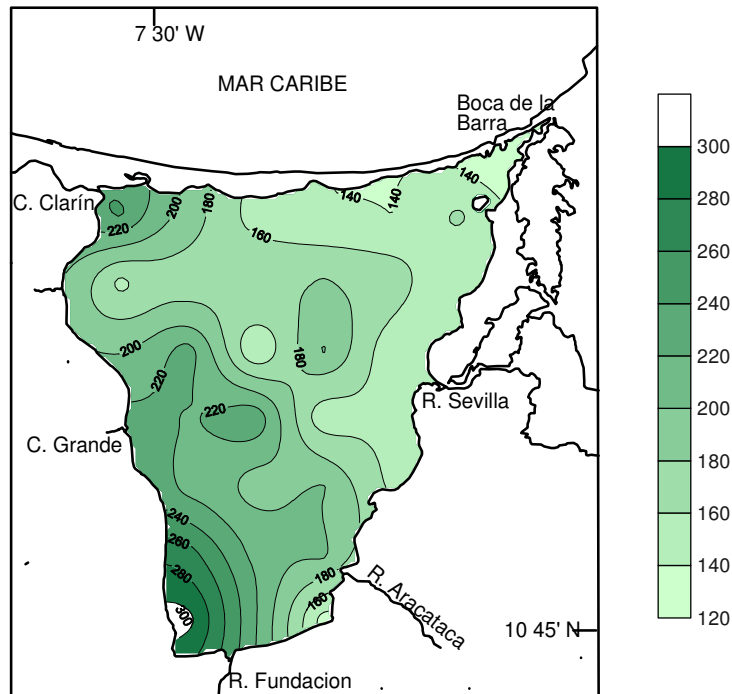 7 30' W
MAR CARIBE
Boca de la
Barra
300
140
140
140
280
C. Clarín
200
180
220
160
260
240
200
180
220
220
R. Sevilla
200
C. Grande
180
160
240
260
140
280
180
R. Aracataca
160
300
120
10 45' N
R. Fundacion